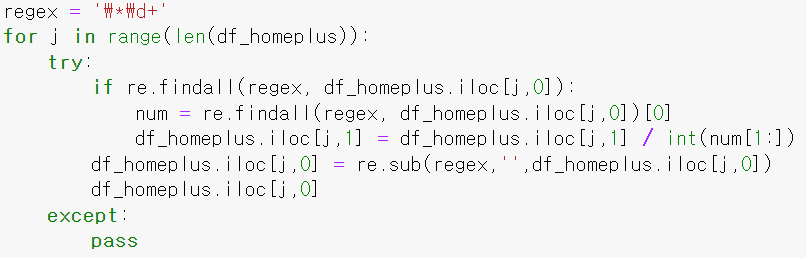 regex = '₩*₩d+'
for j in range(len(df_homeplus)):
    try:
        if re.findall(regex, df_homeplus.iloc[j,0]):
            num = re.findall(regex, df_homeplus.iloc[j,0])[0]
            df_homeplus.iloc[j,1] = df_homeplus.iloc[j,1] / int(num[1:])
        df_homeplus.iloc[j,0] = re.sub(regex,'',df_homeplus.iloc[j,0])
        df_homeplus.iloc[j,0]
    except:
        pass